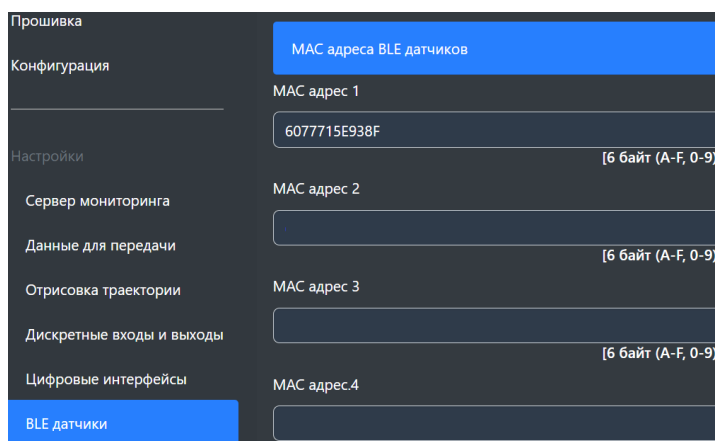 Прошивка
Конфигурация
Настройки
Сервер мониторинга
Данные для передачи
Отрисовка траектории
Дискретные входы и выходы
Цифровые интерфейсы
BLE датчики
MAC адреса BLE датчиков
MAC адрес 1
6077715E938F
[6 байт (A-F, 0-9)
MAC адрес 2
[6 байт (A-F, 0-9)
MAC адрес 3
[6 байт (A-F, 0-9)
MAC адрес.4